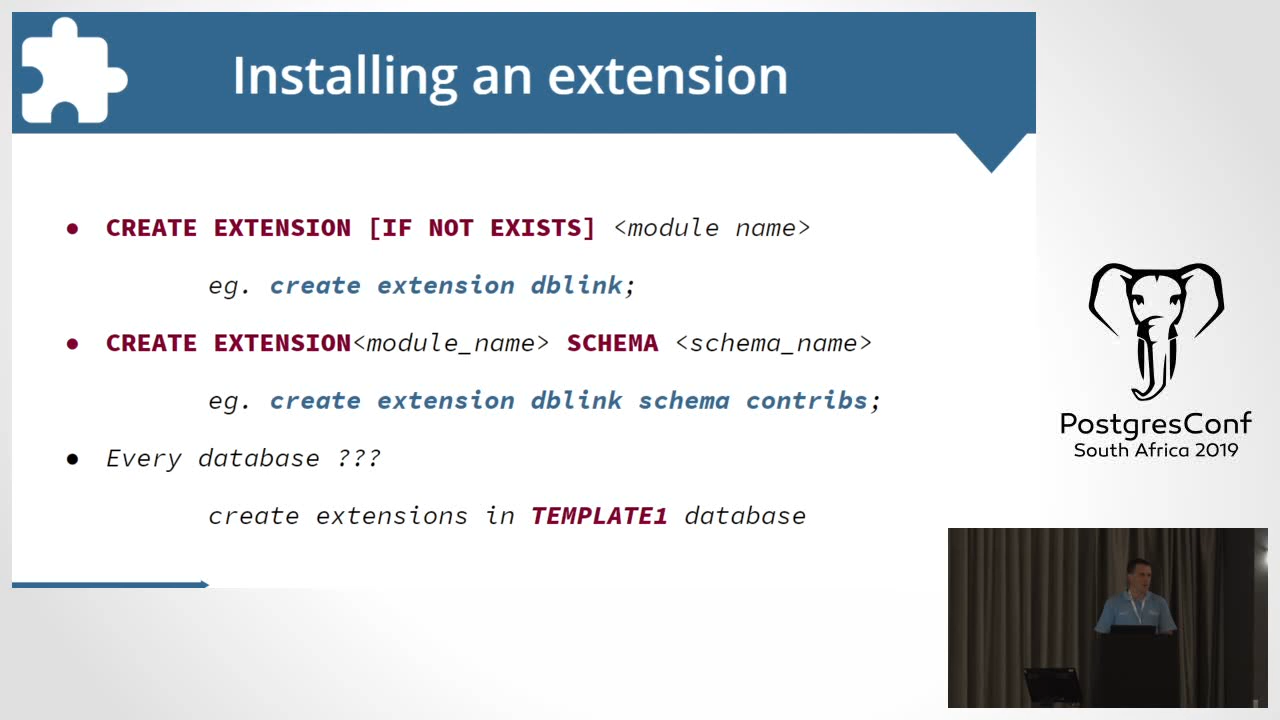 Installing an extension
● CREATE EXTENSION [IF NOT EXISTS] <module name>
eg. create extension dblink;
● CREATE EXTENSION<module_name> SCHEMA <schema_name>
eg. create extension dblink schema contribs;
● Every database ???
create extensions in TEMPLATE1 database
PostgresConf
South Africa 2019